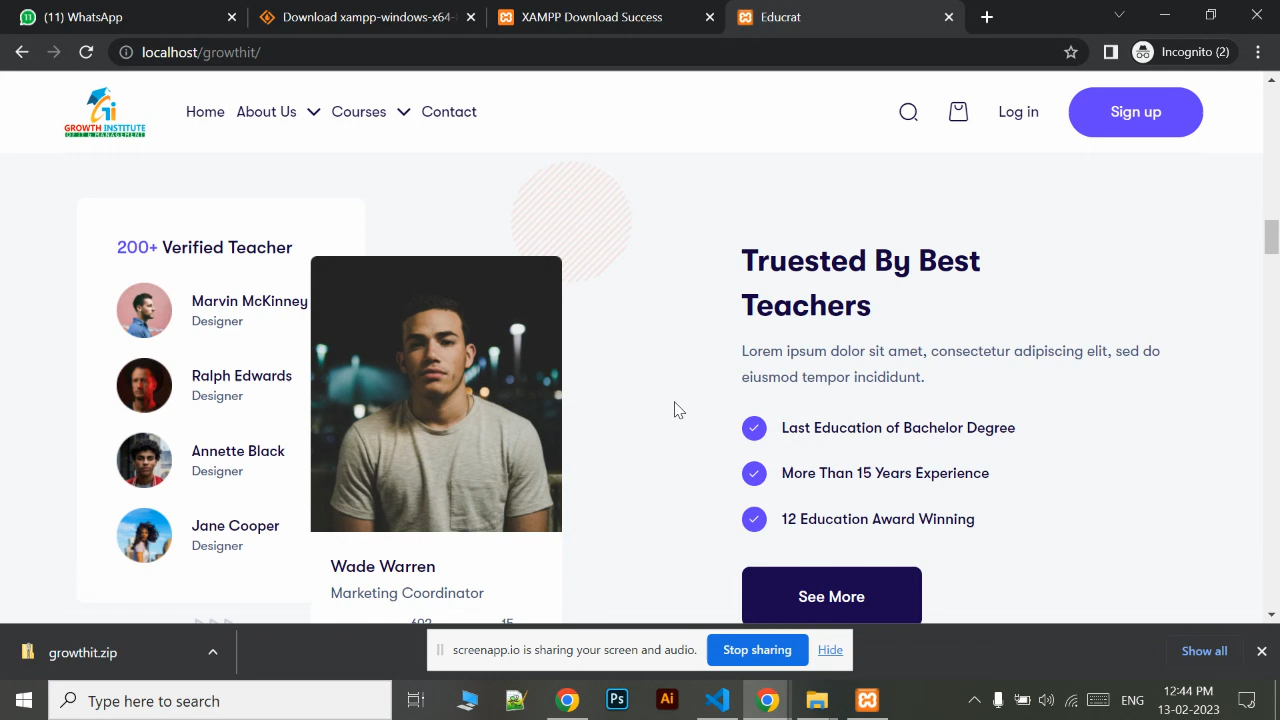 (11) WhatsApp
Download xampp-windows-x64-
XAMPP Download Success
Educrat
localhost/growthit/
Incognito (2)
GROWTH INSTITUTE
OF IT & MANAGEMENT
Home
About Us
Courses
Contact
Log in
Sign up
200+ Verified Teacher
Marvin McKinney
Designer
Ralph Edwards
Designer
Annette Black
Designer
Jane Cooper
Designer
Wade Warren
Marketing Coordinator
Truested By Best
Teachers
Lorem ipsum dolor sit amet, consectetur adipiscing elit, sed do
eiusmod tempor incididunt.
Last Education of Bachelor Degree
More Than 15 Years Experience
12 Education Award Winning
See More
growthit.zip
screenapp.io is sharing your screen and audio.
Stop sharing
Hide
Show all
Type here to search
Ps
Ai
ENG
12:44 PM
13-02-2023